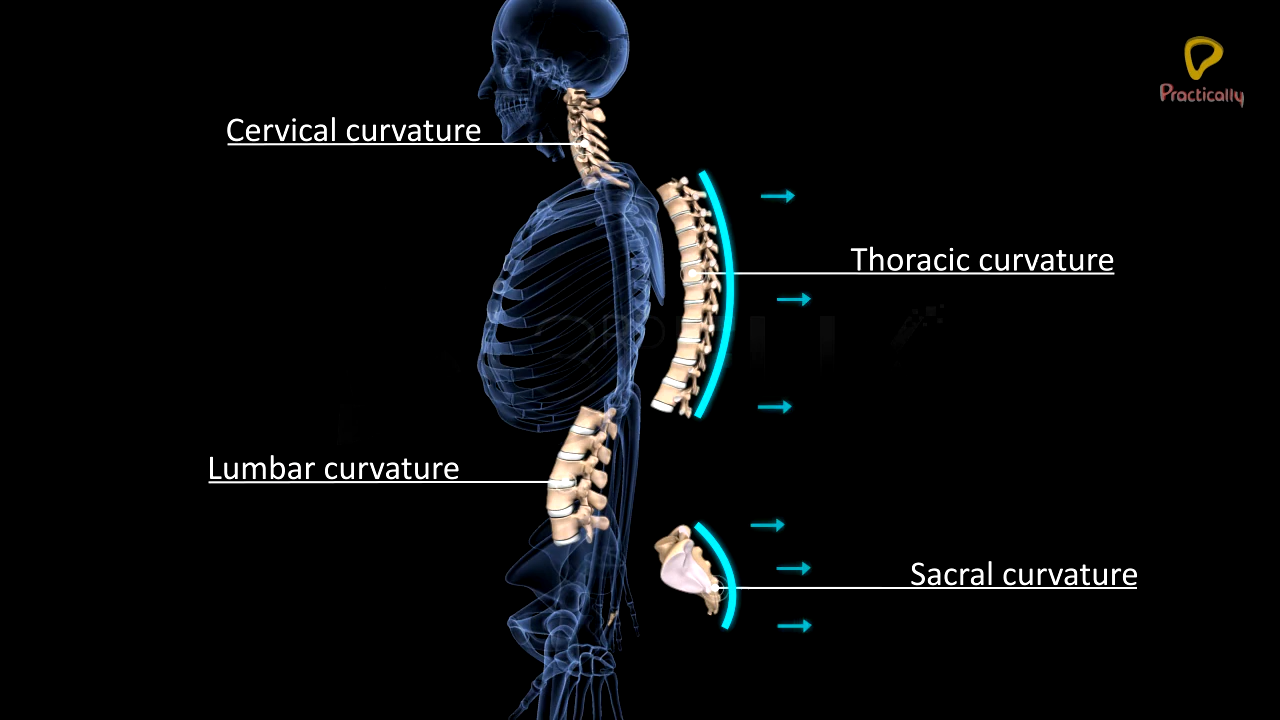 Practically
Cervical curvature
Thoracic curvature
Lumbar curvature
Sacral curvature